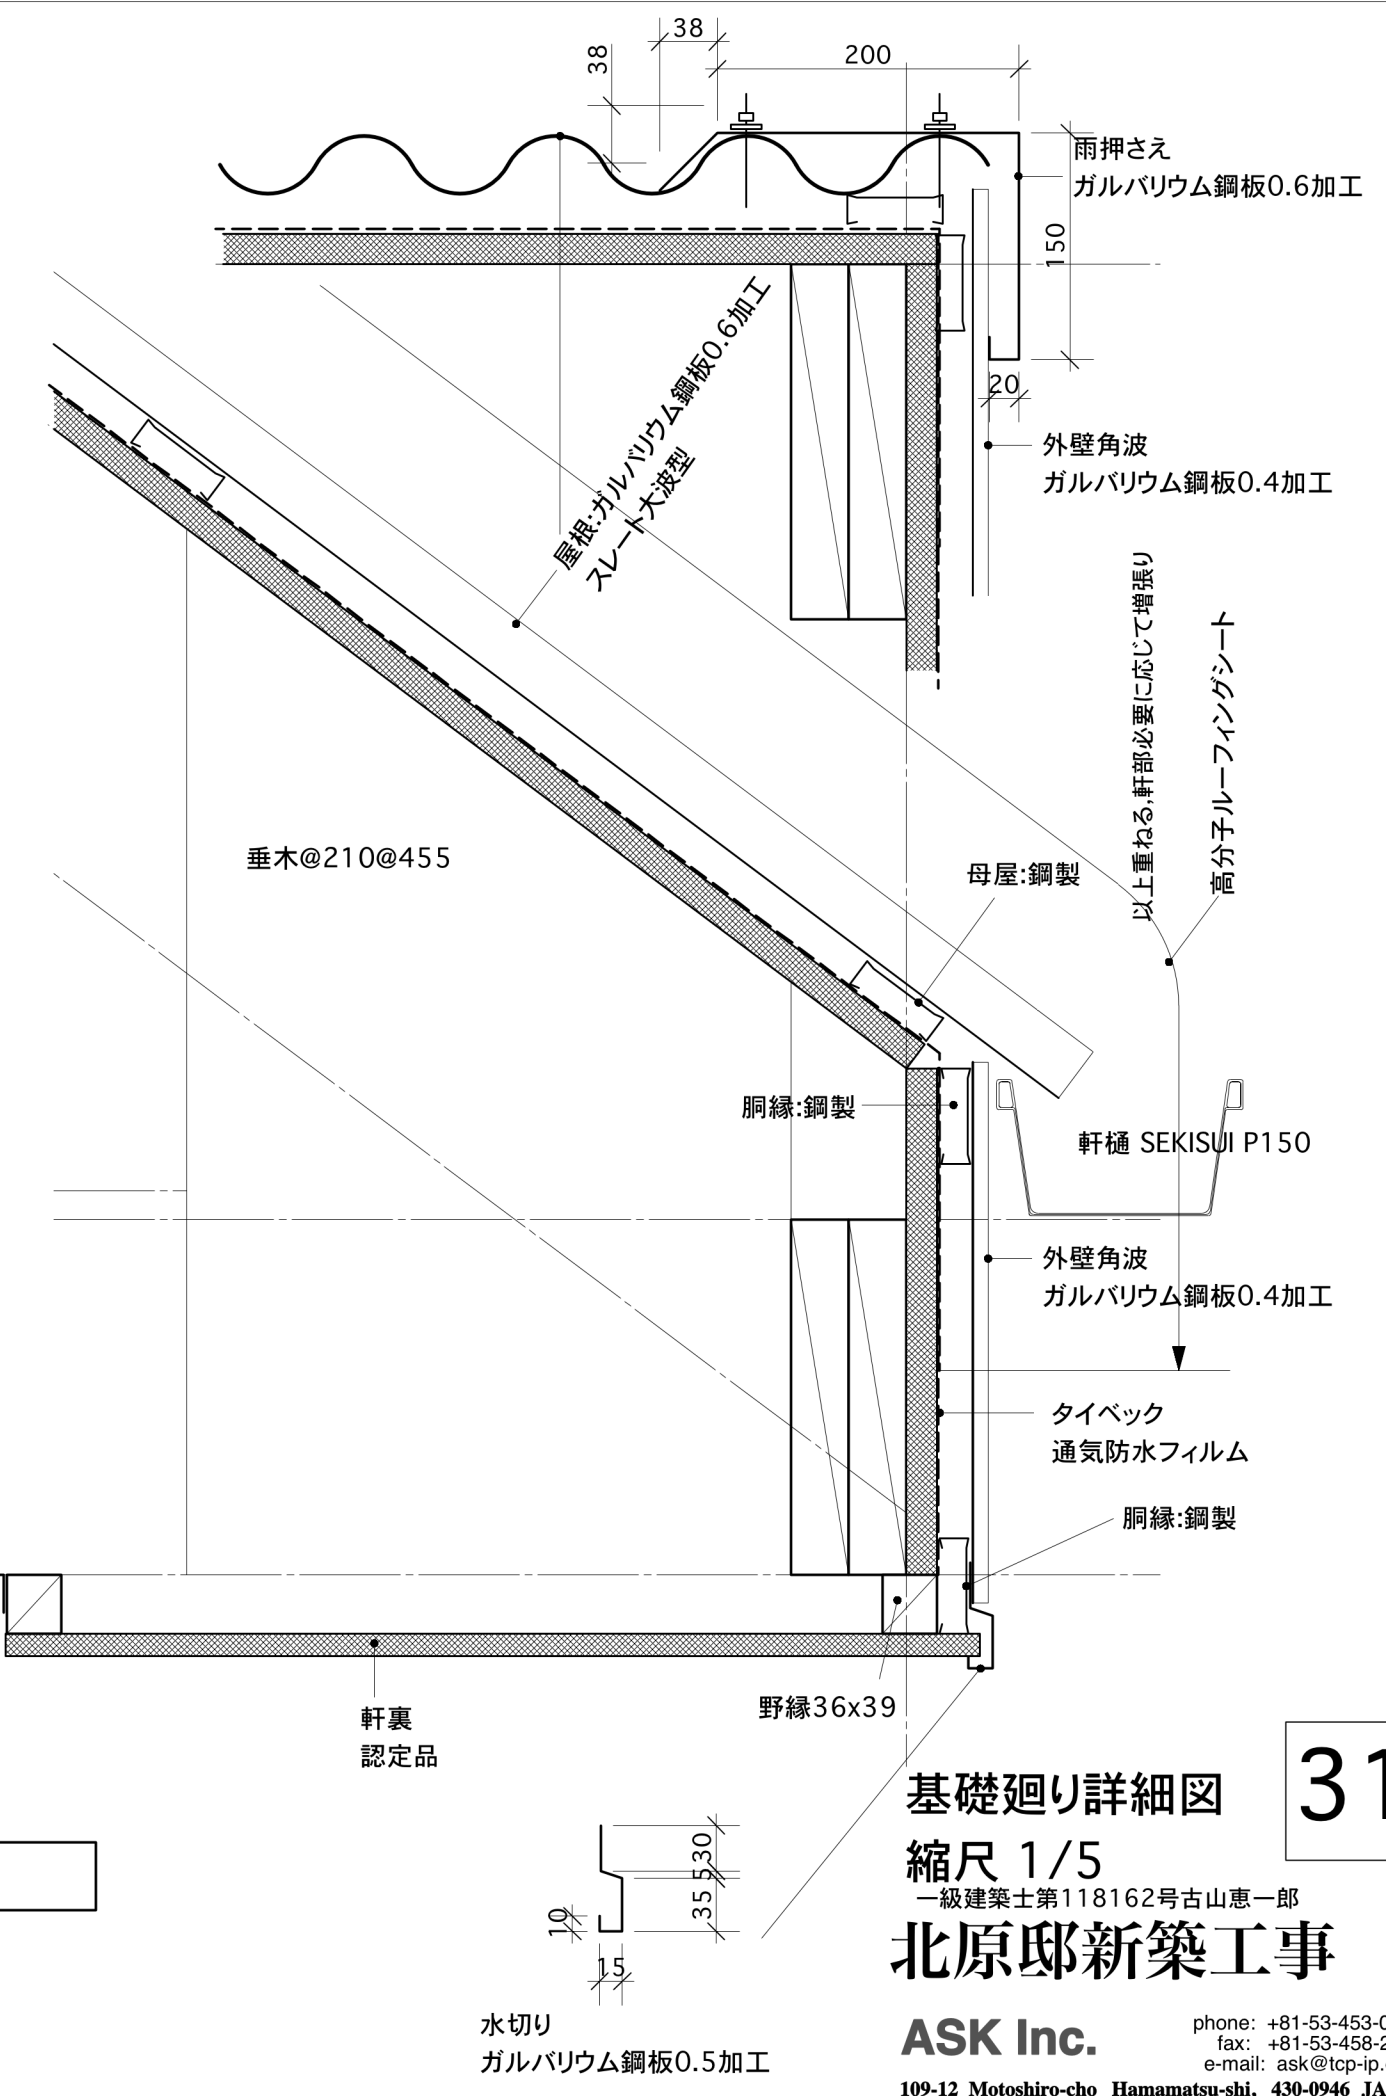 38
38
200
雨押さえ
ガルバリウム鋼板0.6加工
150
20
屋根:ガルバリウム鋼板0.6加工
スレート大波型
外壁角波
ガルバリウム鋼板0.4加工
以上重ねる,軒部必要に応じて増張り
高分子ルーフィングシート
垂木@210@455
母屋:鋼製
胴縁:鋼製
軒樋 SEKISUI P150
外壁角波
ガルバリウム鋼板0.4加工
タイベック
通気防水フィルム
胴縁:鋼製
野縁36x39
軒裏
認定品
30
5
35
10
15
水切り
ガルバリウム鋼板0.5加工
基礎廻り詳細図
縮尺 1/5
31
一級建築士第118162号古山恵一郎
北原邸新築工事
ASK Inc.
phone: +81-53-453-0
fax: +81-53-458-2
e-mail: ask@tcp-ip.
109-12 Motoshiro-cho Hamamatsu-shi, 430-0946 JA